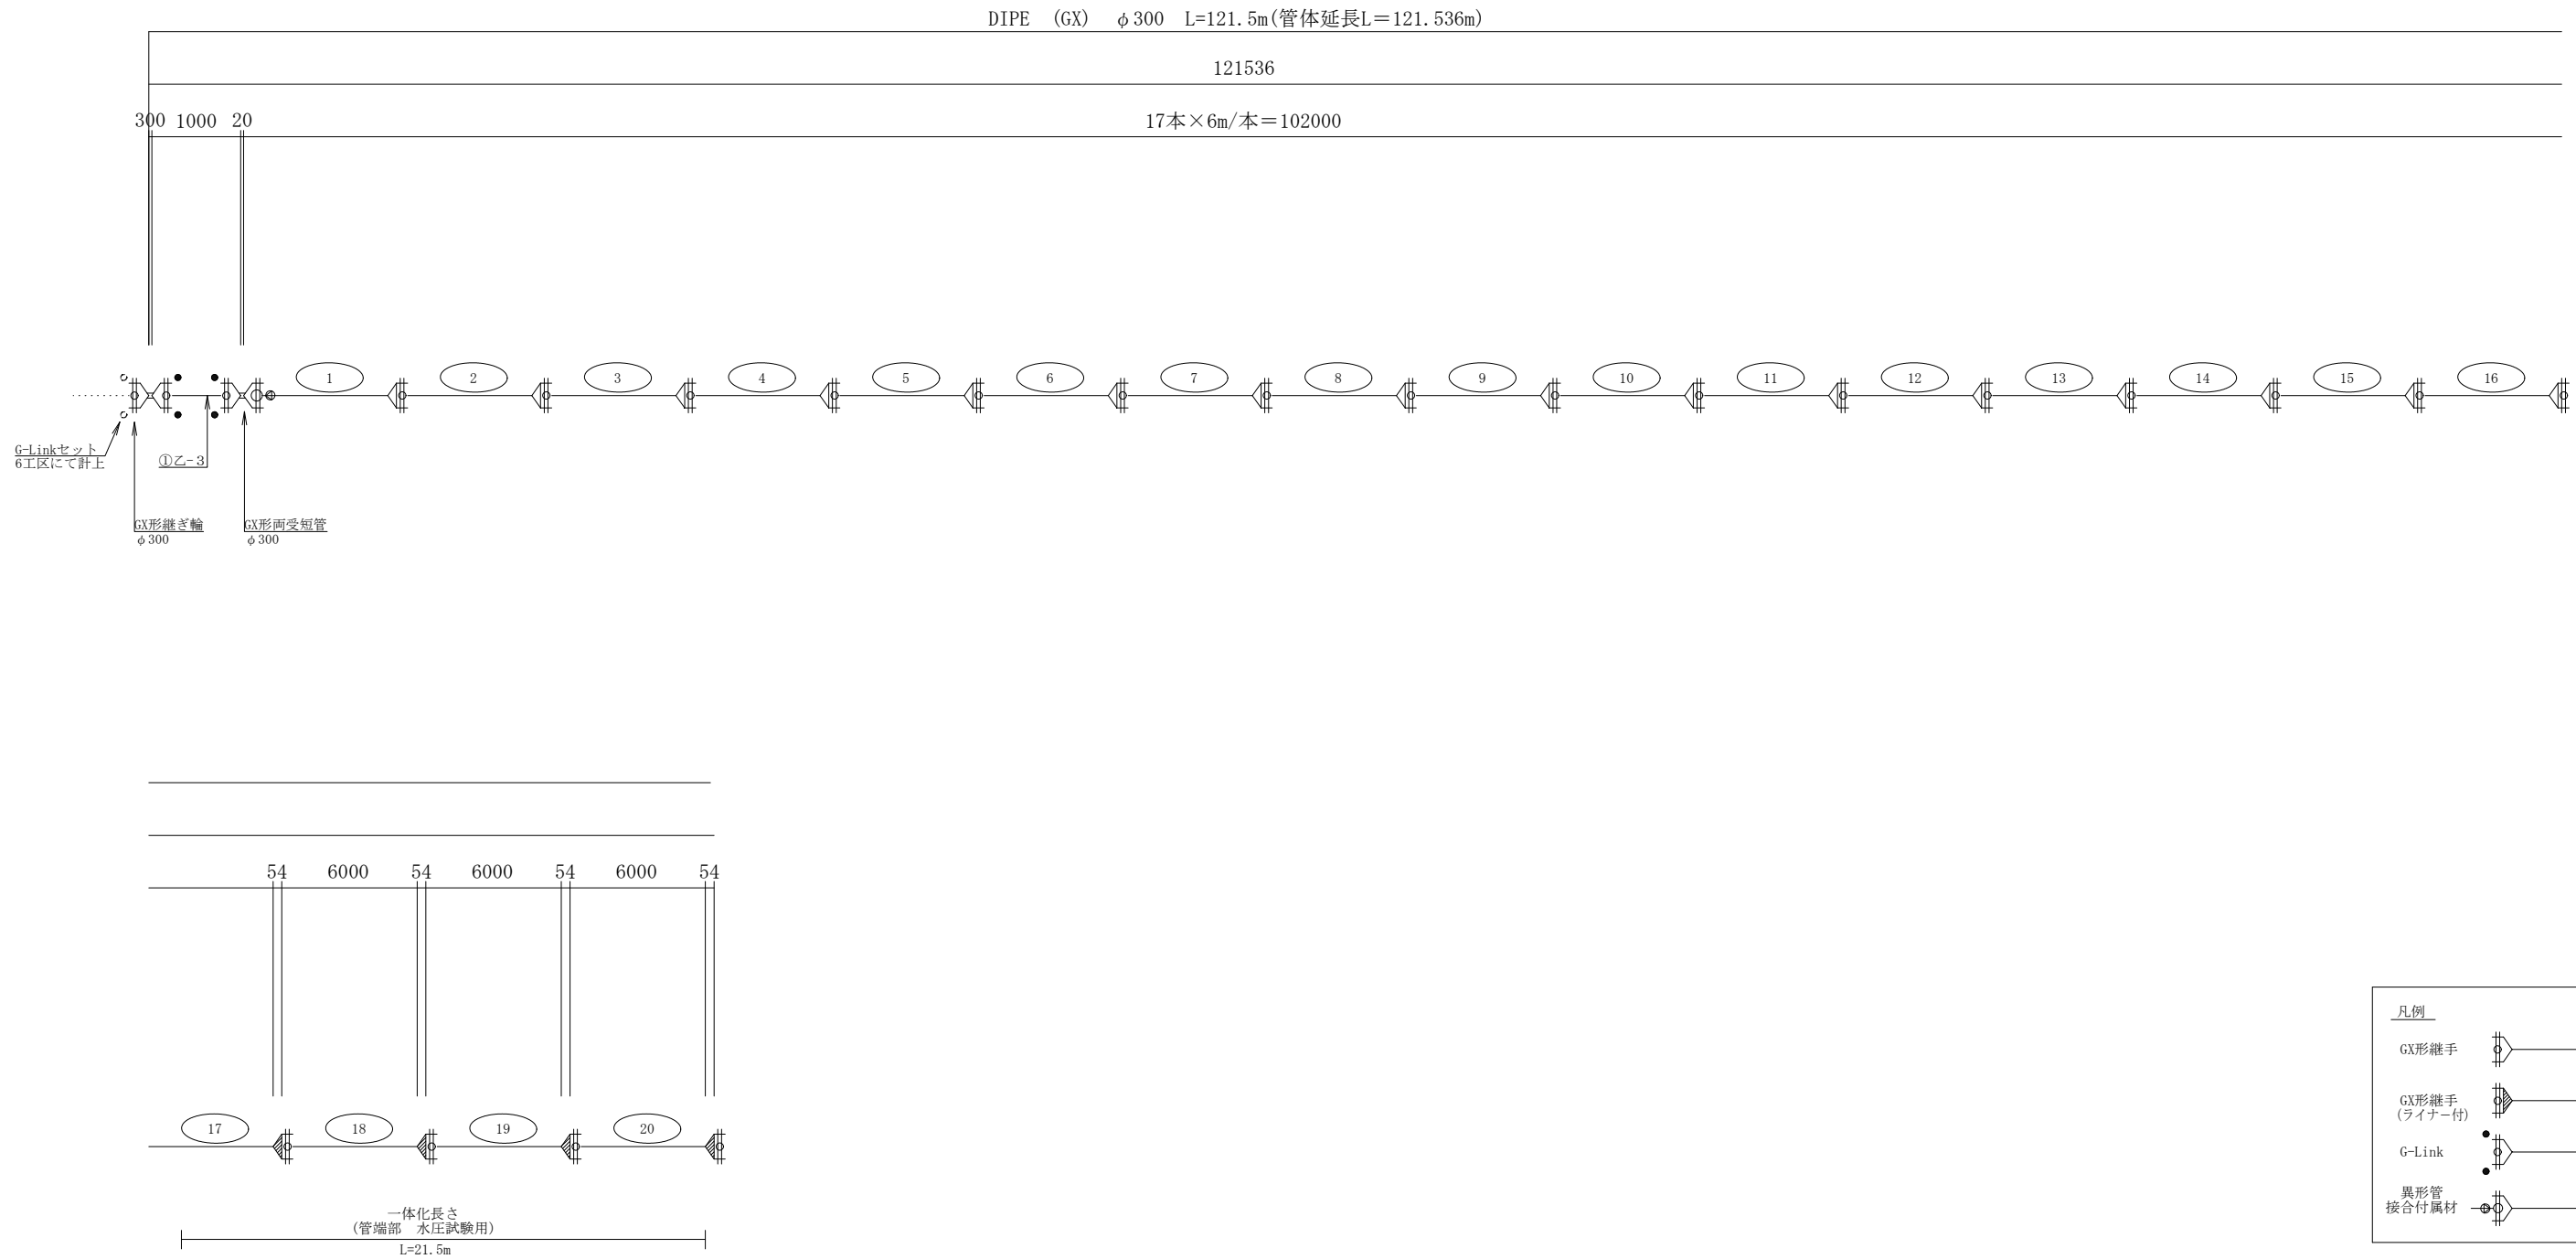 DIPE (GX) φ300 L=121.5m(管体延長L＝121.536m)
121536
300 1000 20 17本×6m/本＝102000
1 2 3 4 5 6 7 8 9 10 11 12 13 14 15 16
G-Linkセット
6工区にて計上
①乙-3
GX形継ぎ輪
φ300
GX形両受短管
φ300
54 6000 54 6000 54 6000 54
17 18 19 20
一体化長さ
(管端部 水圧試験用)
L=21.5m
凡例
GX形継手
GX形継手
(ライナー付)
G-Link
異形管
接合付属材